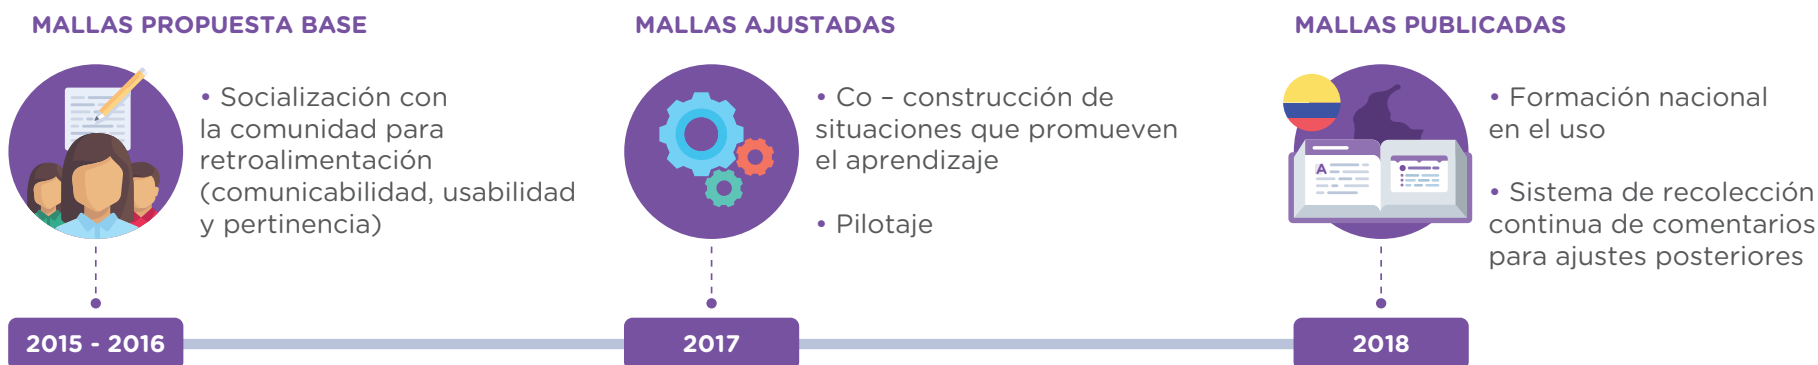 MALLAS PROPUESTA BASE
• Socialización con
la comunidad para
retroalimentación
(comunicabilidad, usabilidad
y pertinencia)
2015 - 2016
MALLAS AJUSTADAS
• Co – construcción de
situaciones que promueven
el aprendizaje
• Pilotaje
2017
MALLAS PUBLICADAS
A
• Formación nacional
en el uso
• Sistema de recolección
continua de comentarios
para ajustes posteriores
2018